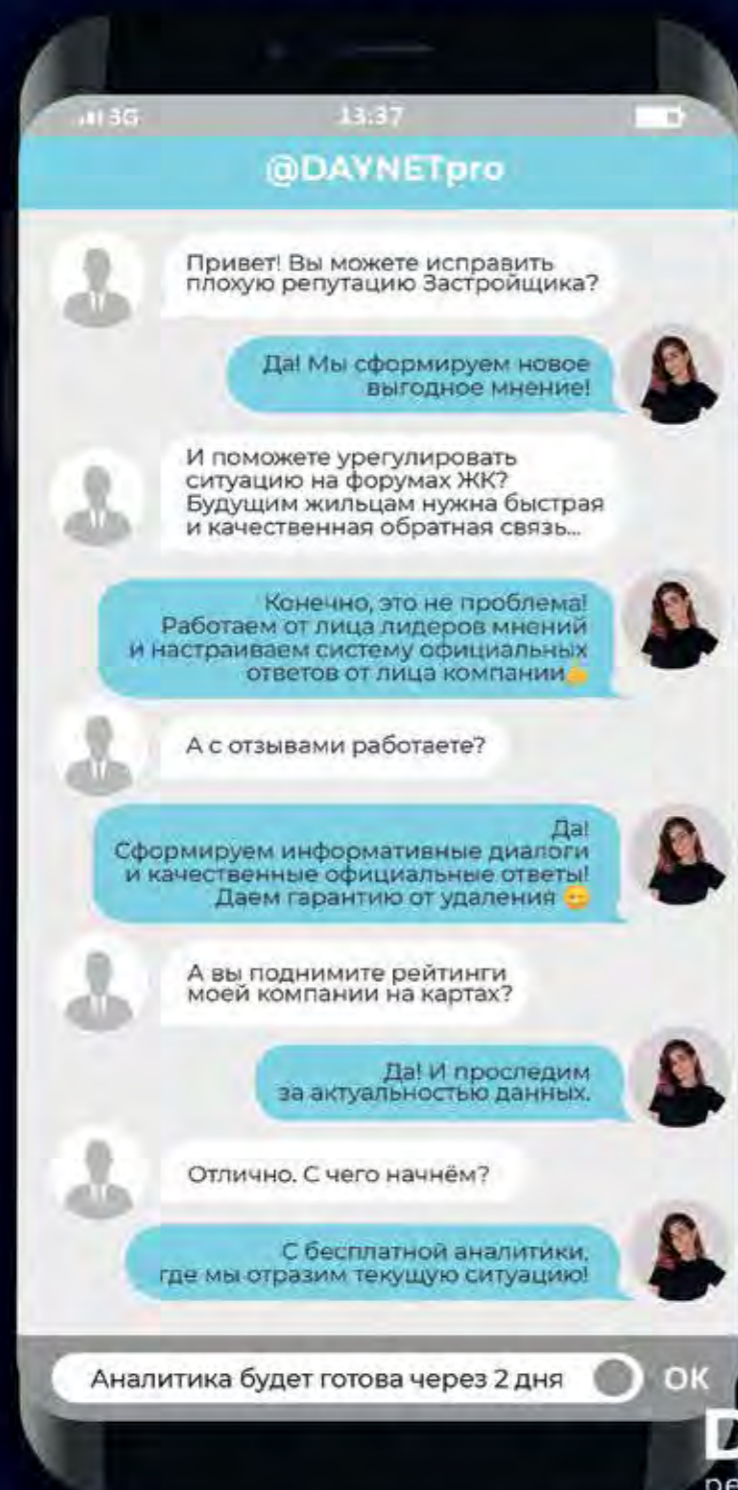 3G
13:37
@DAYNETpro
Привет! Вы можете исправить
плохую репутацию Застройщика?
Да! Мы сформируем новое
выгодное мнение!
И поможете урегулировать
ситуацию на форумах ЖК?
Будущим жильцам нужна быстрая
и качественная обратная связь...
Конечно, это не проблема!
Работаем от лица лидеров мнений
и настраиваем систему официальных
ответов от лица компании
А с отзывами работаете?
Да!
Сформируем информативные диалоги
и качественные официальные ответы!
Даем гарантию от удаления
А вы поднимите рейтинги
моей компании на картах?
Да! И проследим
за актуальностью данных.
Отлично. С чего начнём?
С бесплатной аналитики,
где мы отразим текущую ситуацию!
Аналитика будет готова через 2 дня
ОК